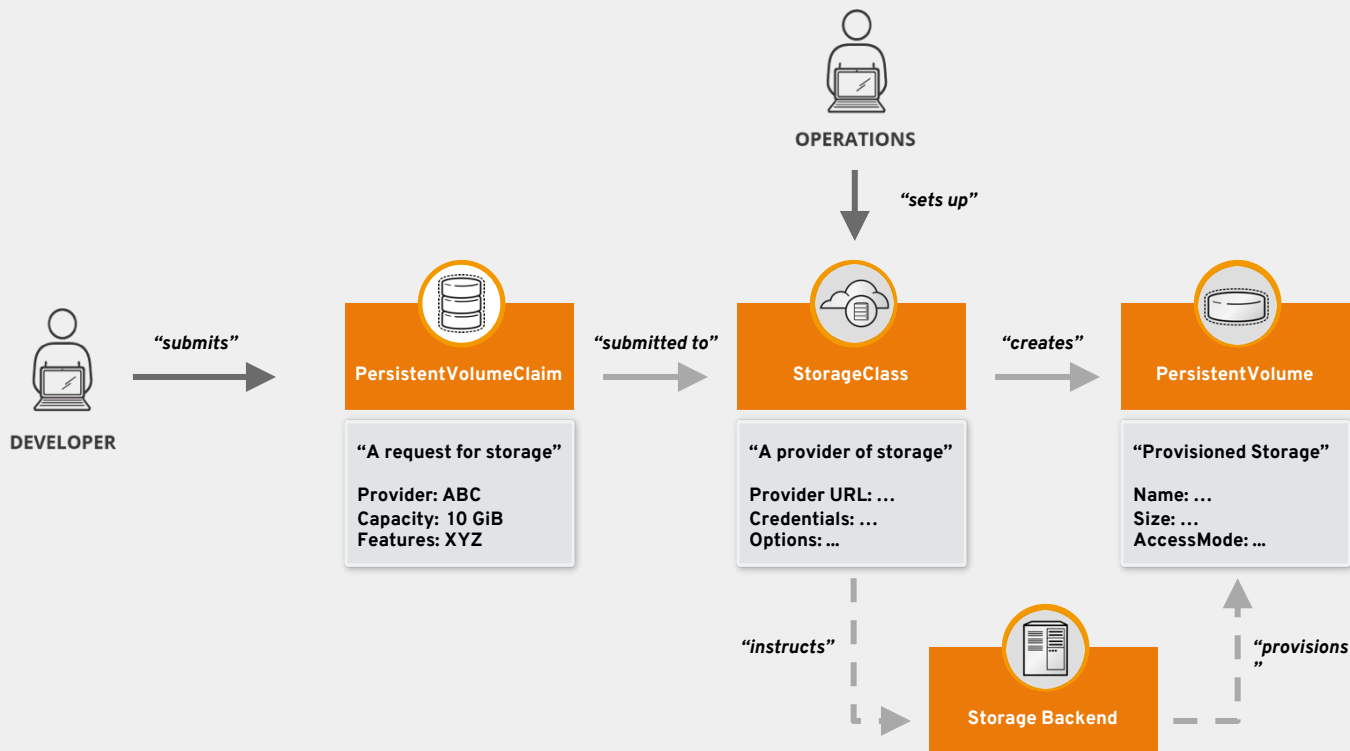 OPERATIONS
“sets up”
DEVELOPER
“submits”
PersistentVolumeClaim
“submitted to”
StorageClass
“creates”
PersistentVolume
“A request for storage”
Provider: ABC
Capacity: 10 GiB
Features: XYZ
“A provider of storage”
Provider URL: ...
Credentials: ...
Options: ...
“Provisioned Storage”
Name: ...
Size: ...
AccessMode: ...
“instructs”
Storage Backend
“provisions
”